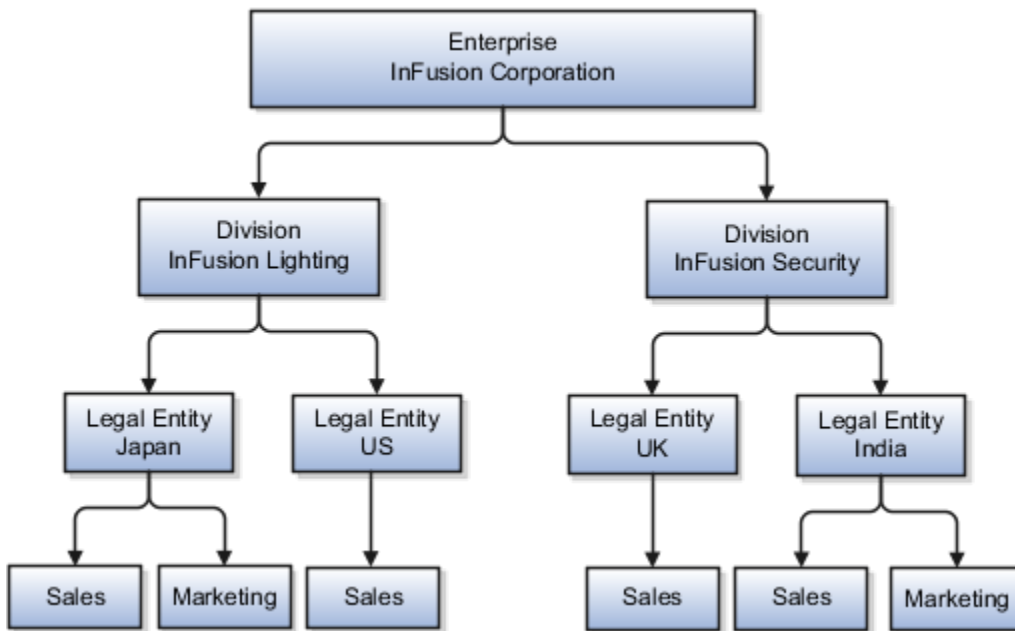 Enterprise
InFusion Corporation
Division
InFusion Lighting
Division
InFusion Security
Legal Entity
Japan
Legal Entity
US
Legal Entity
UK
Legal Entity
India
Sales
Marketing
Sales
Sales
Sales
Marketing